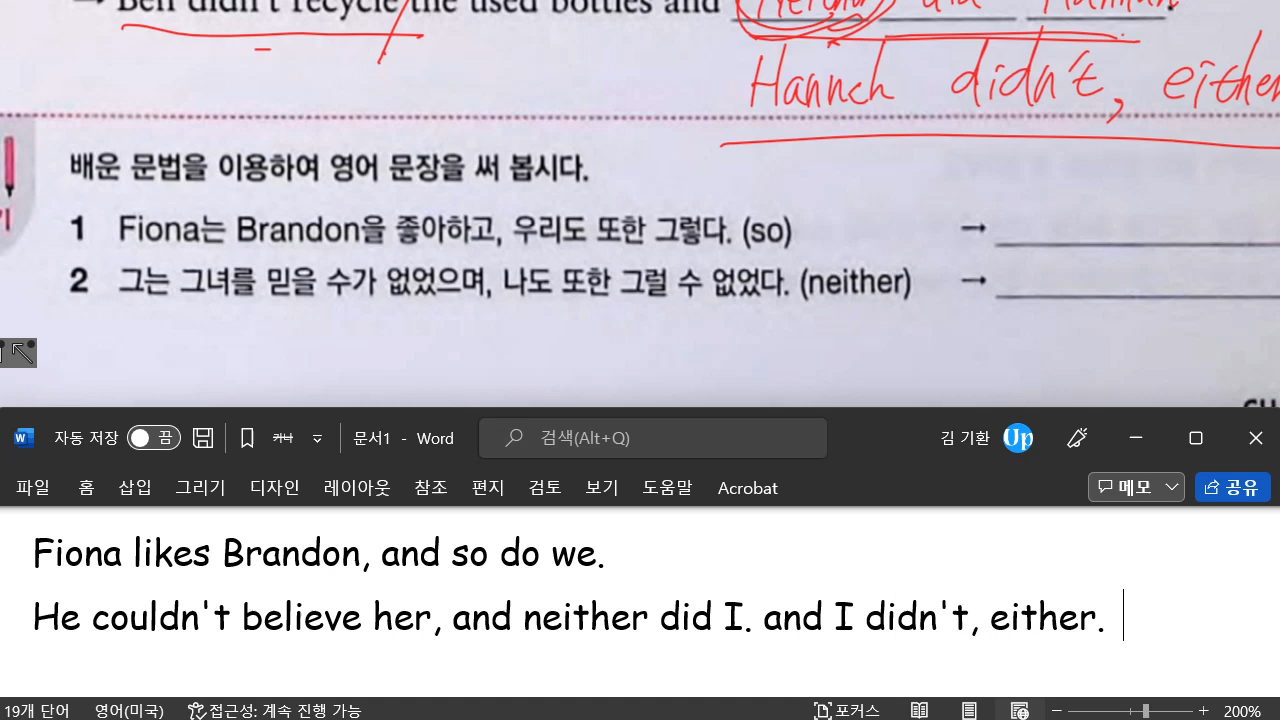 → Ben didn't recycle the used bottles and
Hannah didn't, either
배운 문법을 이용하여 영어 문장을 써 봅시다.
1 Fiona는 Brandon을 좋아하고, 우리도 또한 그렇다. (so) →
2 그는 그녀를 믿을 수가 없었으며, 나도 또한 그럴 수 없었다. (neither) →
자동 저장 끔 문서1 - Word 검색(Alt+Q) 김 기환 Up
파일 홈 삽입 그리기 디자인 레이아웃 참조 편지 검토 보기 도움말 Acrobat 메모 공유
Fiona likes Brandon, and so do we.
He couldn't believe her, and neither did I. and I didn't, either.
19개 단어 영어(미국) 접근성: 계속 진행 가능 포커스 200%